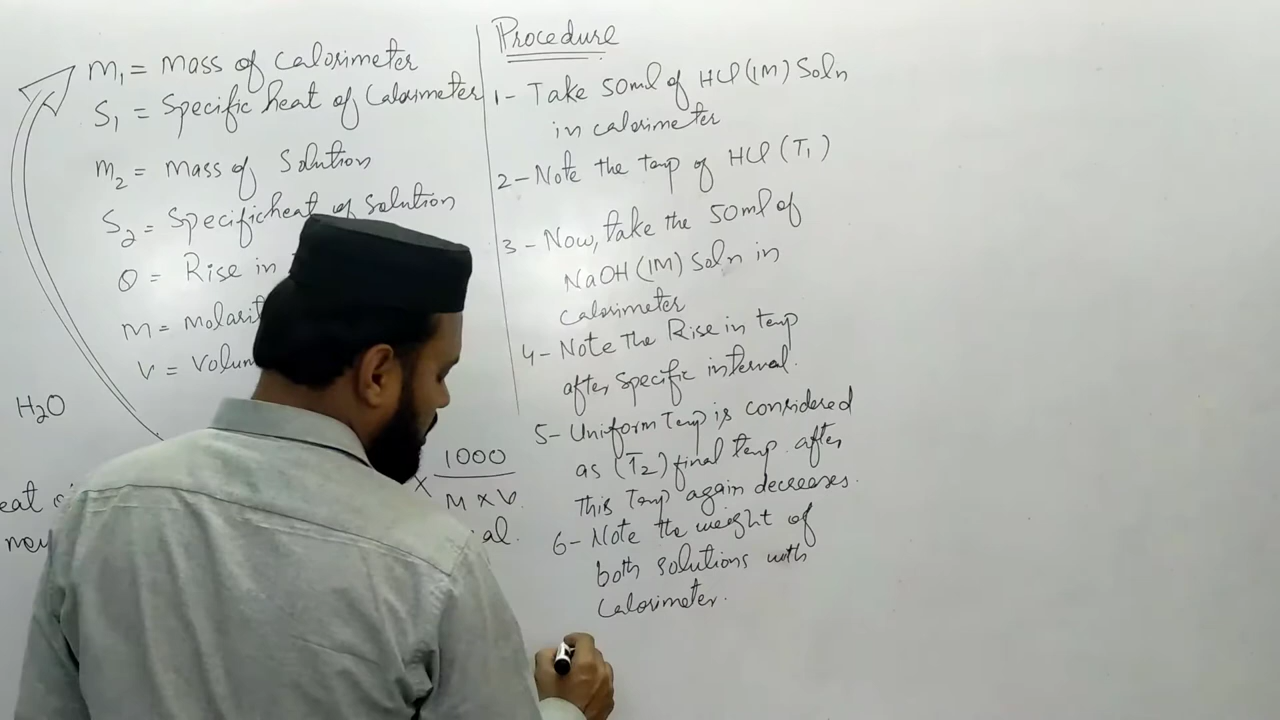 m₁ = Mass of Calorimeter
S₁ = Specific heat of Calorimeter
m₂ = Mass of Solution
S₂ = Specific heat of Solution
θ = Rise in
m = molarit
V = Volum
H₂O
eat
1000
× M × V
al.
Procedure
1- Take 50ml of HCl (1M) Soln
in calorimeter
2- Note the temp of HCl (T₁)
3- Now, take the 50ml of
NaOH (1M) Soln in
calorimeter
4- Note the Rise in temp
after specific interval.
5- Uniform Temp is considered
as (T₂) final temp. after
this Temp again decreases.
6- Note the weight of
both solutions with
Calorimeter.